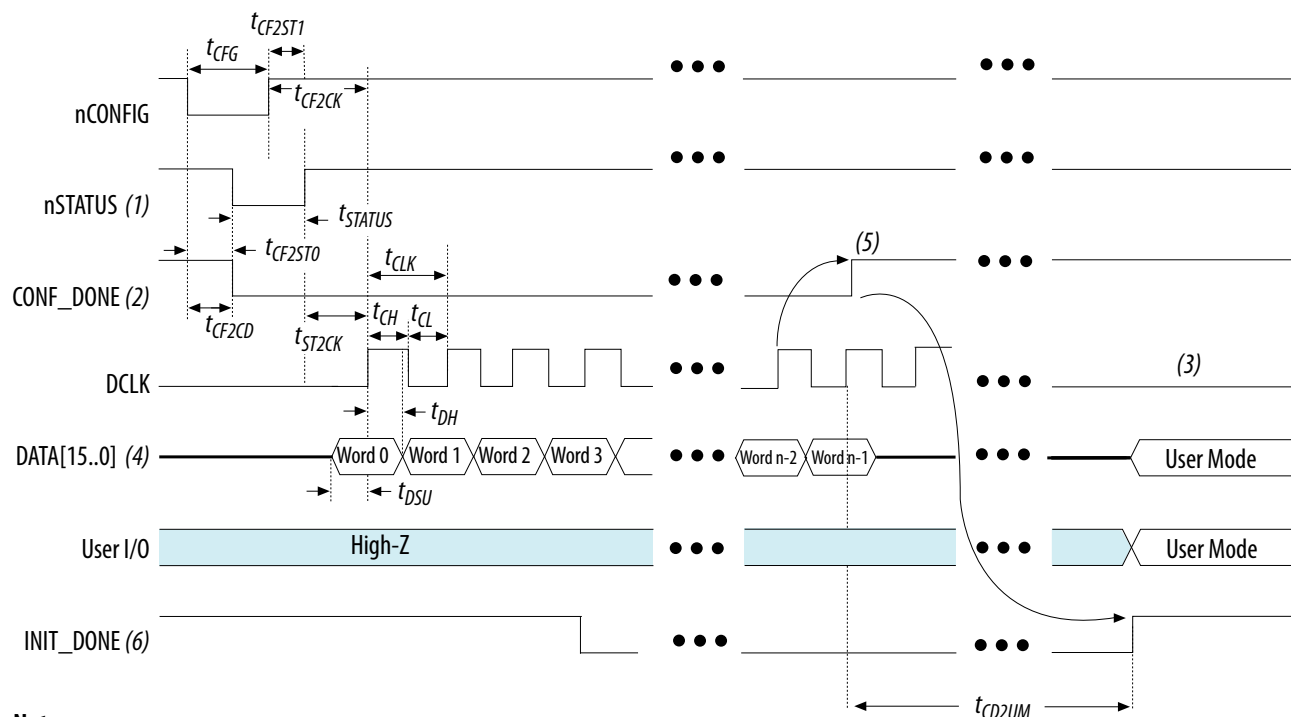 tCF2ST1
tCFG
tCF2CK
nCONFIG
nSTATUS (1)
tSTATUS
tCF2ST0
tCLK
(5)
CONF_DONE (2)
tCF2CD
tST2CK
tCH
tCL
DCLK
(3)
tDH
DATA[15..0] (4)
Word 0 Word 1 Word 2 Word 3
Word n-2 Word n-1
User Mode
tDSU
User I/O
High-Z
User Mode
INIT_DONE (6)
tCD2UM